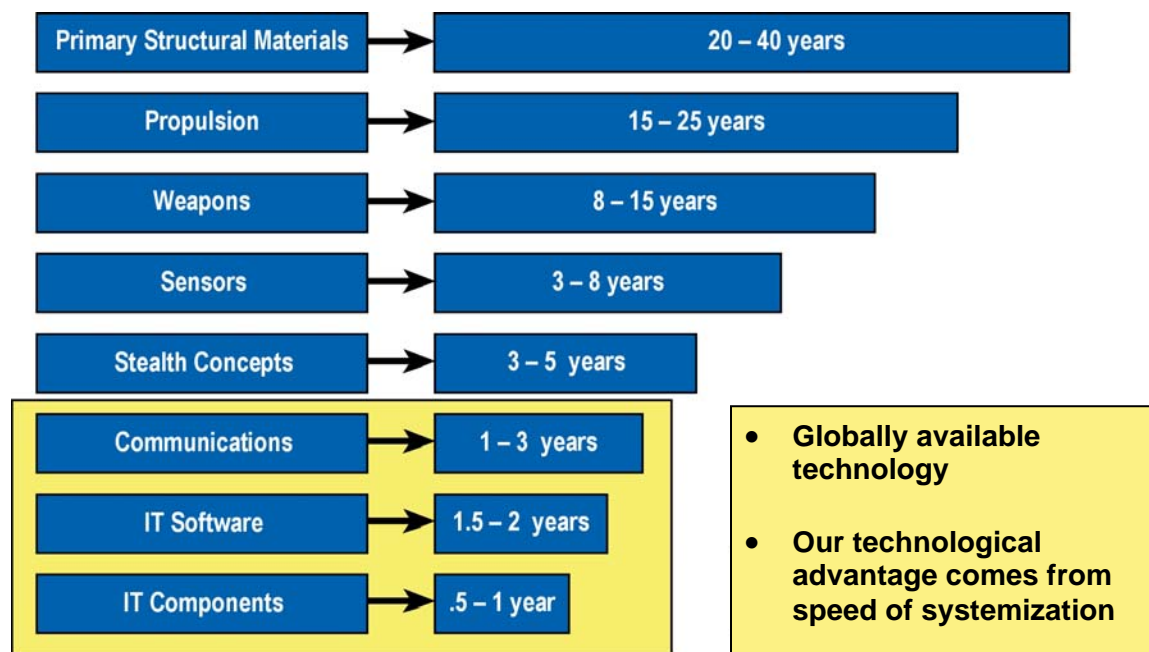 Primary Structural Materials
20 – 40 years
Propulsion
15 – 25 years
Weapons
8 – 15 years
Sensors
3 – 8 years
Stealth Concepts
3 – 5 years
Communications
1 – 3 years
IT Software
1.5 – 2 years
IT Components
.5 – 1 year
• Globally available
technology
• Our technological
advantage comes from
speed of systemization